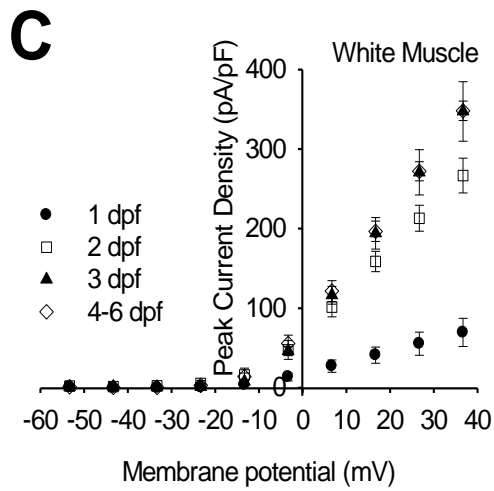 C
White Muscle
Peak Current Density (pA/pF)
400
300
200
100
0
1 dpf
2 dpf
3 dpf
4-6 dpf
-60 -50 -40 -30 -20 -10 0 10 20 30 40
Membrane potential (mV)